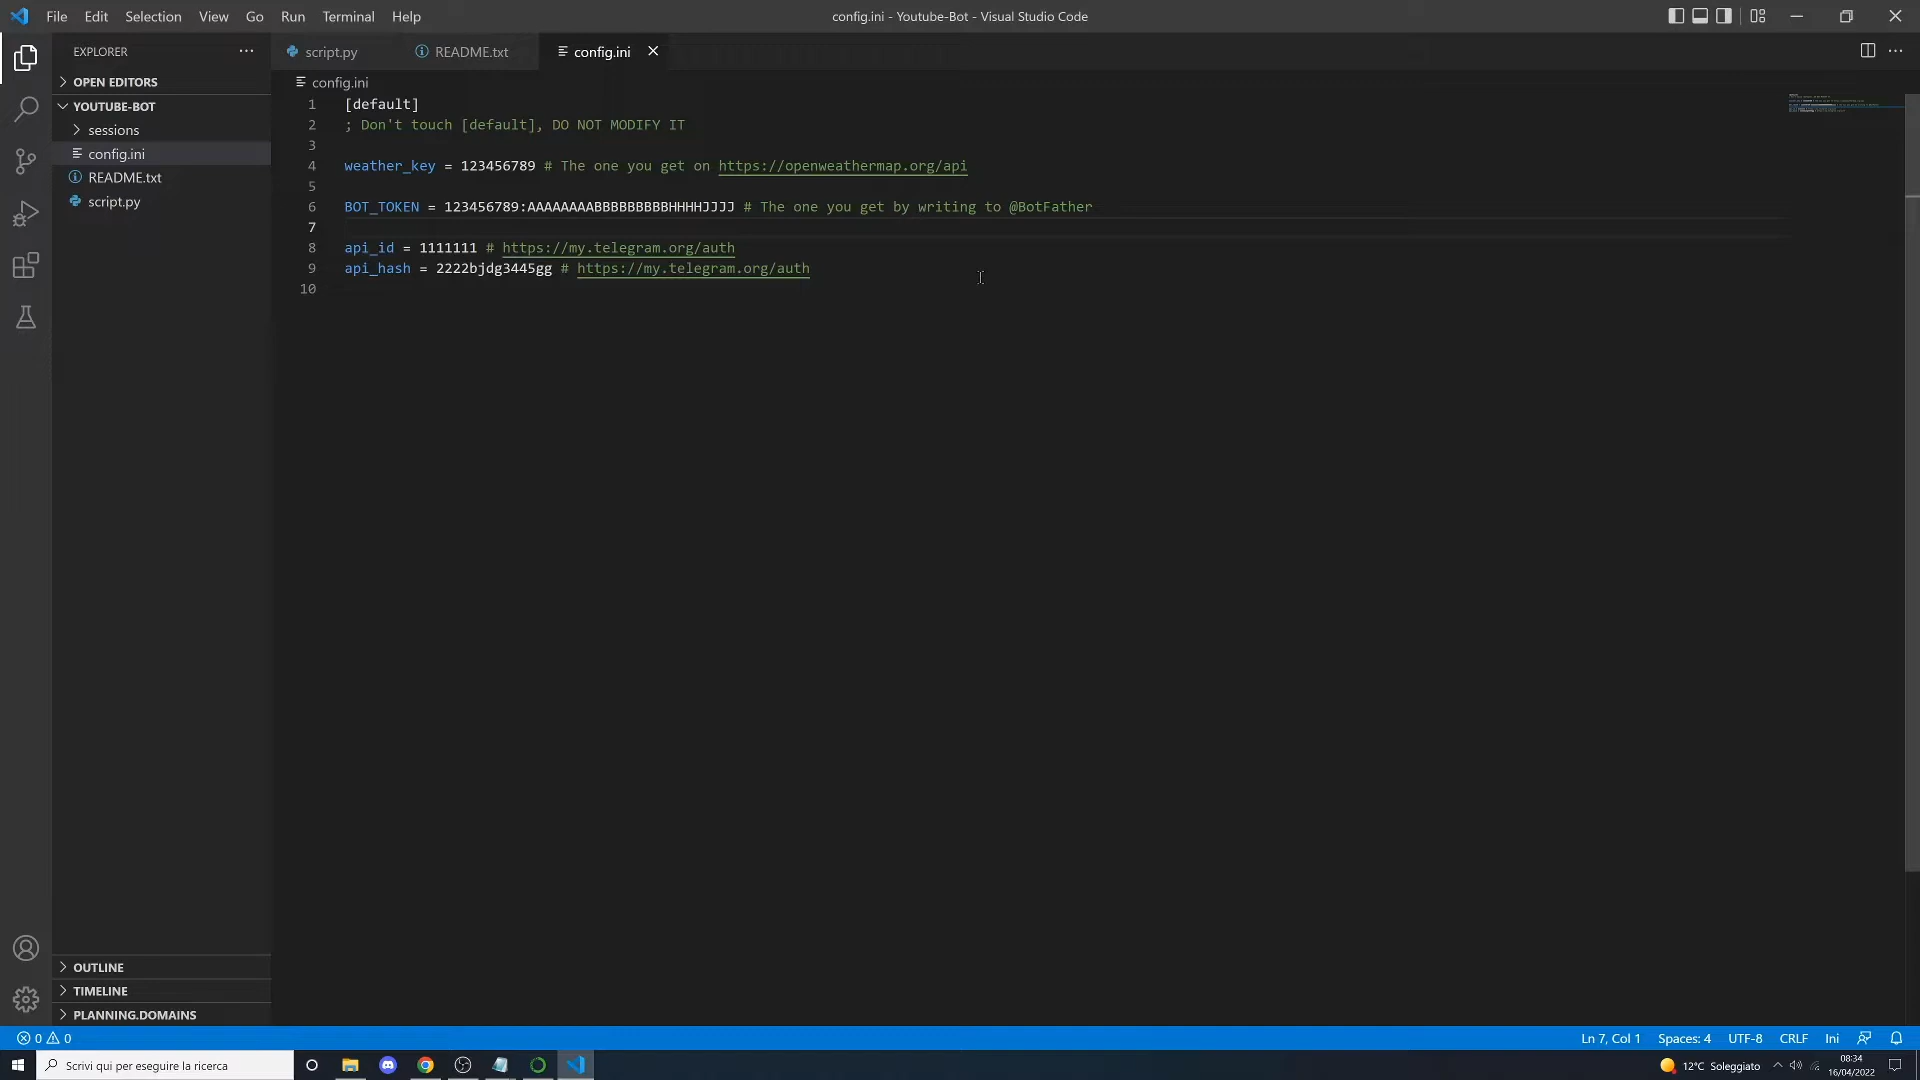 File Edit Selection View Go Run Terminal Help
config.ini - Youtube-Bot - Visual Studio Code
EXPLORER
OPEN EDITORS
YOUTUBE-BOT
sessions
config.ini
README.txt
script.py
OUTLINE
TIMELINE
PLANNING.DOMAINS
script.py README.txt config.ini
config.ini
1 [default]
2 ; Don't touch [default], DO NOT MODIFY IT
3
4 weather_key = 123456789 # The one you get on https://openweathermap.org/api
5
6 BOT_TOKEN = 123456789:AAAAAAAABBBBBBBBBHHHHJJJJ # The one you get by writing to @BotFather
7
8 api_id = 1111111 # https://my.telegram.org/auth
9 api_hash = 2222bjdg3445gg # https://my.telegram.org/auth
10
0 0
Ln 7, Col 1 Spaces: 4 UTF-8 CRLF Ini
Scrivi qui per eseguire la ricerca
12°C Soleggiato
08:34
16/04/2022